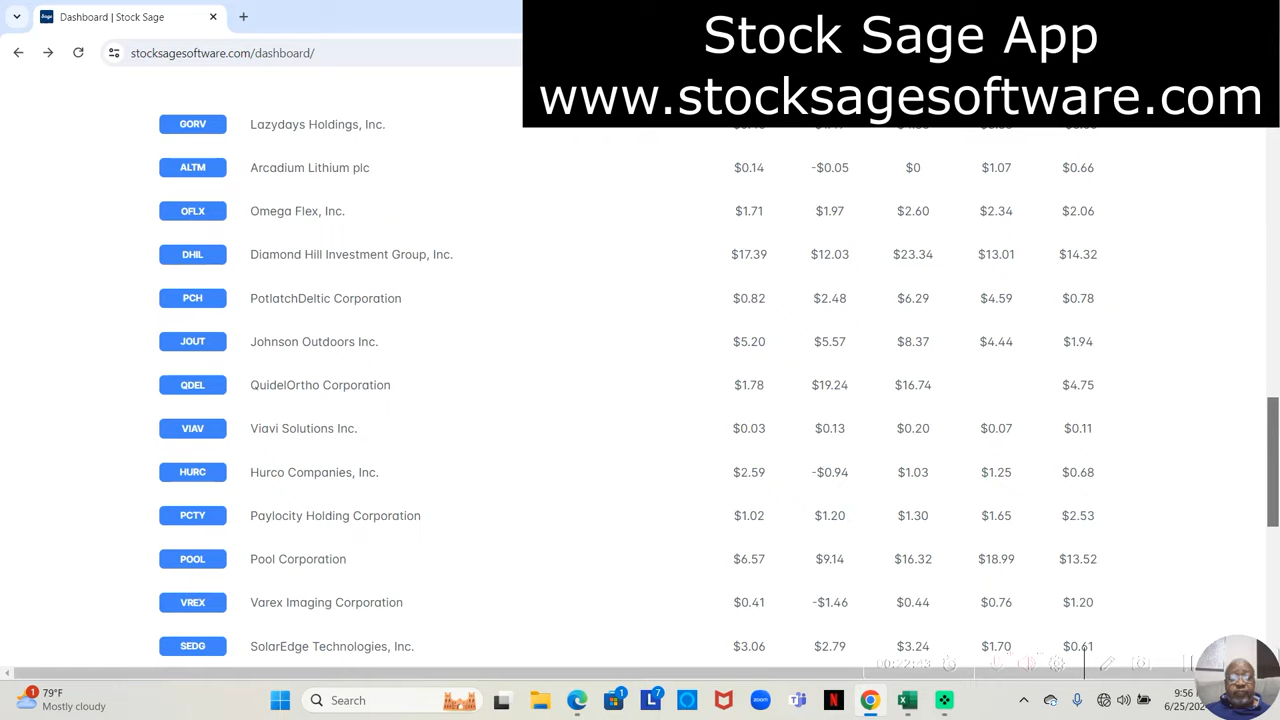 Dashboard | Stock Sage
stocksagesoftware.com/dashboard/
Stock Sage App
www.stocksagesoftware.com
GORV Lazydays Holdings, Inc.
ALTM Arcadium Lithium plc $0.14 -$0.05 $0 $1.07 $0.66
OFLX Omega Flex, Inc. $1.71 $1.97 $2.60 $2.34 $2.06
DHIL Diamond Hill Investment Group, Inc. $17.39 $12.03 $23.34 $13.01 $14.32
PCH PotlatchDeltic Corporation $0.82 $2.48 $6.29 $4.59 $0.78
JOUT Johnson Outdoors Inc. $5.20 $5.57 $8.37 $4.44 $1.94
QDEL QuidelOrtho Corporation $1.78 $19.24 $16.74 $4.75
VIAV Viavi Solutions Inc. $0.03 $0.13 $0.20 $0.07 $0.11
HURC Hurco Companies, Inc. $2.59 -$0.94 $1.03 $1.25 $0.68
PCTY Paylocity Holding Corporation $1.02 $1.20 $1.30 $1.65 $2.53
POOL Pool Corporation $6.57 $9.14 $16.32 $18.99 $13.52
VREX Varex Imaging Corporation $0.41 -$1.46 $0.44 $0.76 $1.20
SEDG SolarEdge Technologies, Inc. $3.06 $2.79 $3.24 $1.70 $0.61
00:22:43
1 79°F
Mostly cloudy
Search
1
7
zoom
9:56
6/25/